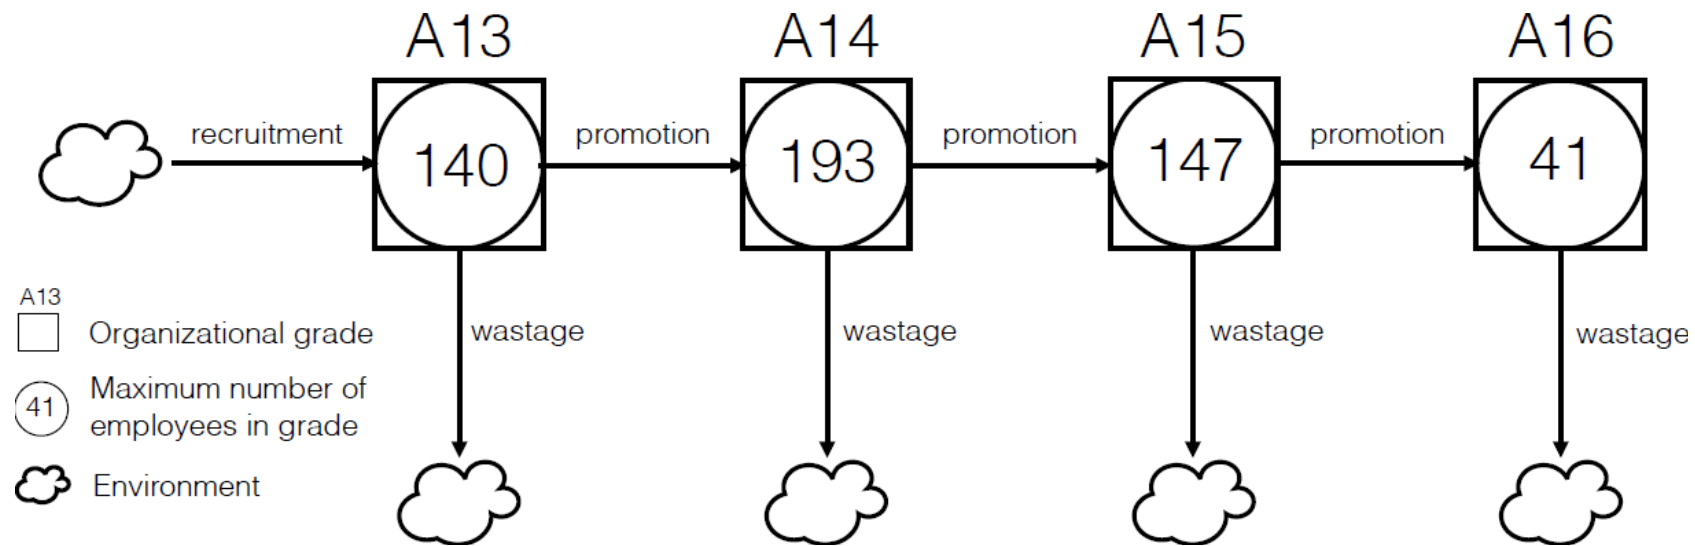 A13
A14
A15
A16
recruitment
promotion
promotion
promotion
140
193
147
41
wastage
wastage
wastage
wastage
A13
Organizational grade
41
Maximum number of
employees in grade
Environment